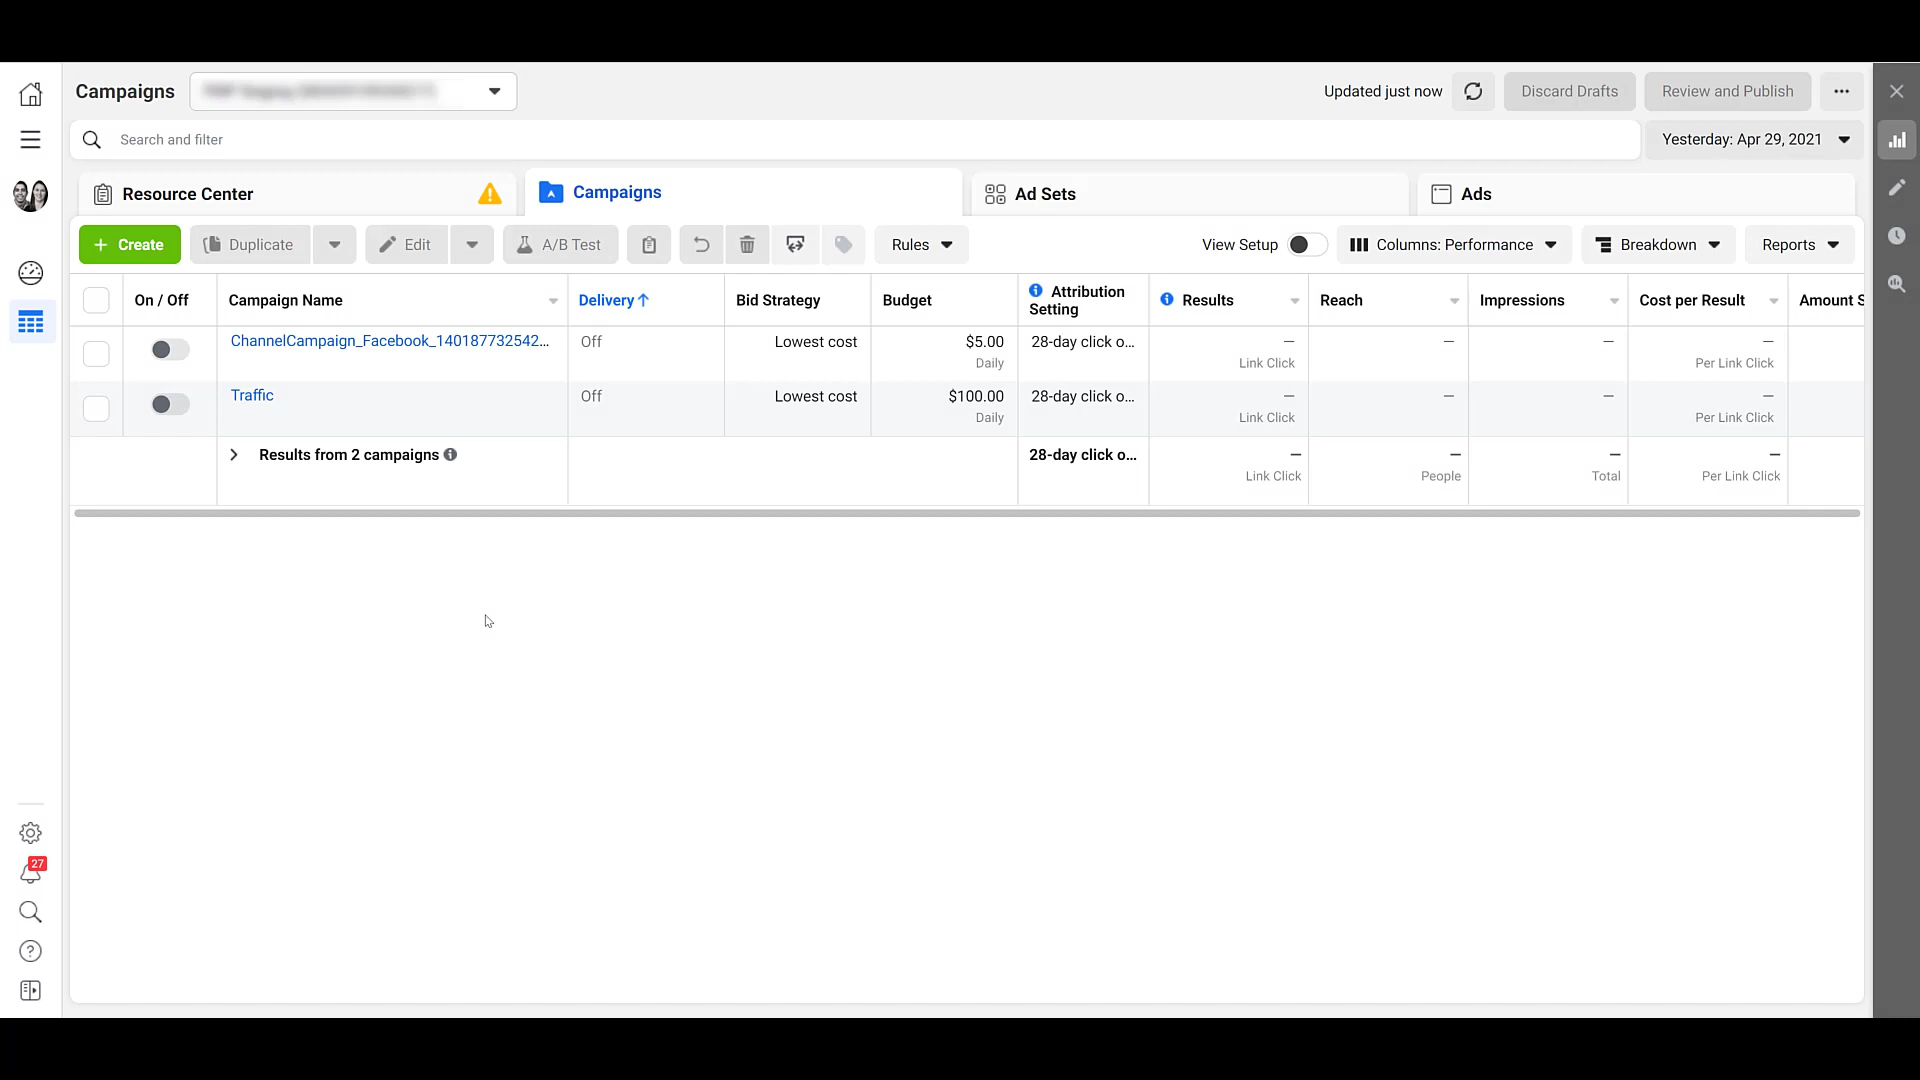 Campaigns
Updated just now
Discard Drafts
Review and Publish
Search and filter
Yesterday: Apr 29, 2021
Resource Center
Campaigns
Ad Sets
Ads
+ Create
Duplicate
Edit
A/B Test
Rules
View Setup
Columns: Performance
Breakdown
Reports
On / Off
Campaign Name
Delivery↑
Bid Strategy
Budget
Attribution
Setting
Results
Reach
Impressions
Cost per Result
Amount S
ChannelCampaign_Facebook_140187732542...
Off
Lowest cost
$5.00
Daily
28-day click o...
—
Link Click
—
—
—
Per Link Click
Traffic
Off
Lowest cost
$100.00
Daily
28-day click o...
—
Link Click
—
—
—
Per Link Click
Results from 2 campaigns
28-day click o...
—
Link Click
—
People
—
Total
—
Per Link Click
27